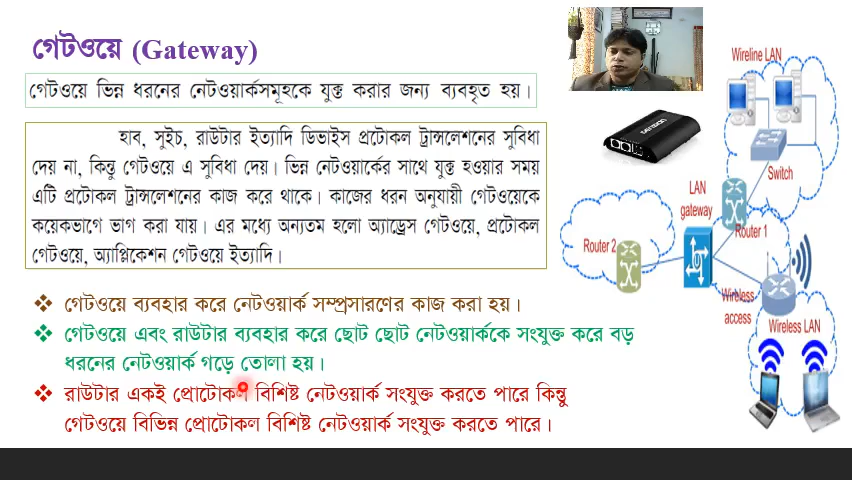 গেটওয়ে (Gateway)
গেটওয়ে ভিন্ন ধরনের নেটওয়ার্কসমূহকে যুক্ত করার জন্য ব্যবহৃত হয়।
হাব, সুইচ, রাউটার ইত্যাদি ডিভাইস প্রটোকল ট্রান্সলেশনের সুবিধা
দেয় না, কিন্তু গেটওয়ে এ সুবিধা দেয়। ভিন্ন নেটওয়ার্কের সাথে যুক্ত হওয়ার সময়
এটি প্রটোকল ট্রান্সলেশনের কাজ করে থাকে। কাজের ধরন অনুযায়ী গেটওয়েকে
কয়েকভাগে ভাগ করা যায়। এর মধ্যে অন্যতম হলো অ্যাড্রেস গেটওয়ে, প্রটোকল
গেটওয়ে, অ্যাপ্লিকেশন গেটওয়ে ইত্যাদি।
❖ গেটওয়ে ব্যবহার করে নেটওয়ার্ক সম্প্রসারণের কাজ করা হয়।
❖ গেটওয়ে এবং রাউটার ব্যবহার করে ছোট ছোট নেটওয়ার্ককে সংযুক্ত করে বড়
ধরনের নেটওয়ার্ক গড়ে তোলা হয়।
❖ রাউটার একই প্রোটোকল বিশিষ্ট নেটওয়ার্ক সংযুক্ত করতে পারে কিন্তু
গেটওয়ে বিভিন্ন প্রোটোকল বিশিষ্ট নেটওয়ার্ক সংযুক্ত করতে পারে।
Wireline LAN
Switch
LAN
gateway
Router 1
Router 2
Wireless
access
Wireless LAN